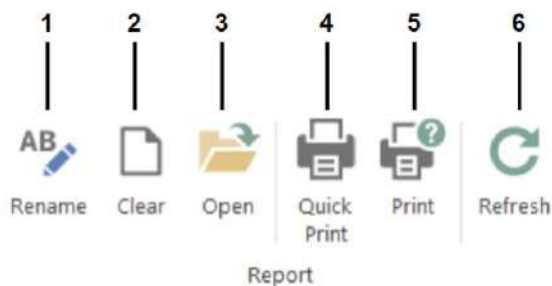 1 2 3 4 5 6
AB
?
Rename Clear Open Quick Print Print Refresh
Report